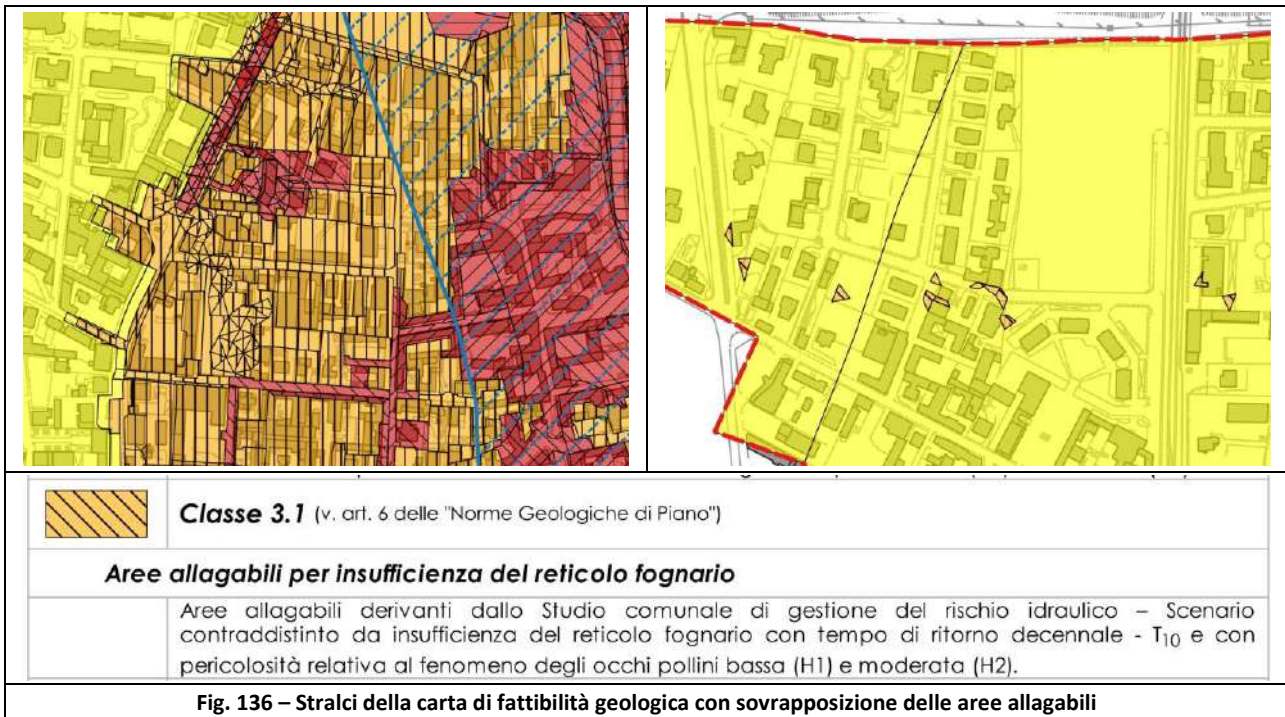 Classe 3.1 (v. art. 6 delle "Norme Geologiche di Piano")
Aree allagabili per insufficienza del reticolo fognario
Aree allagabili derivanti dallo Studio comunale di gestione del rischio idraulico – Scenario
contraddistinto da insufficienza del reticolo fognario con tempo di ritorno decennale - T10 e con
pericolosità relativa al fenomeno degli occhi pollini bassa (H1) e moderata (H2).
Fig. 136 – Stralci della carta di fattibilità geologica con sovrapposizione delle aree allagabili